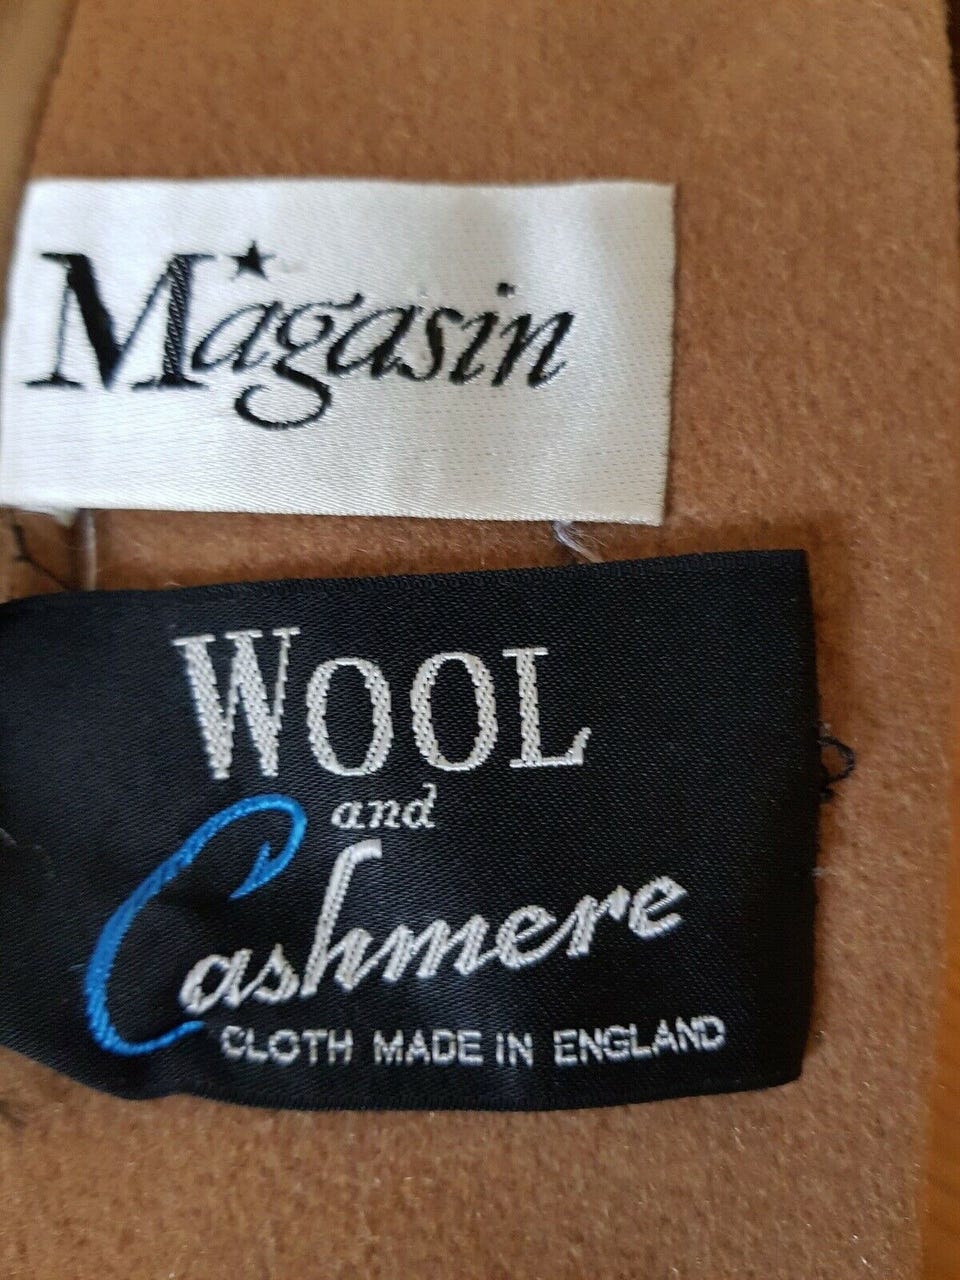 Magasin
WOOL
and
Cashmere
CLOTH MADE IN ENGLAND